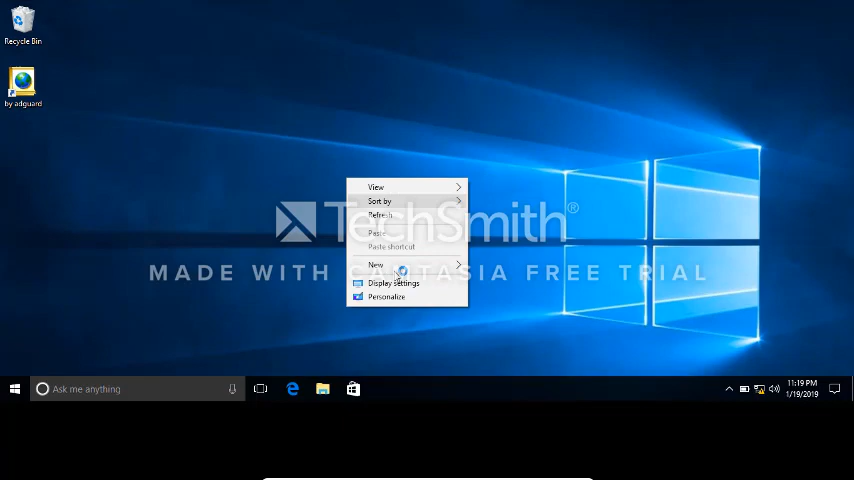 Recycle Bin
by adguard
View
Sort by
Refresh
Paste
Paste shortcut
New
Display settings
Personalize
TechSmith®
MADE WITH CAMTASIA FREE TRIAL
Ask me anything
11:19 PM
1/19/2019